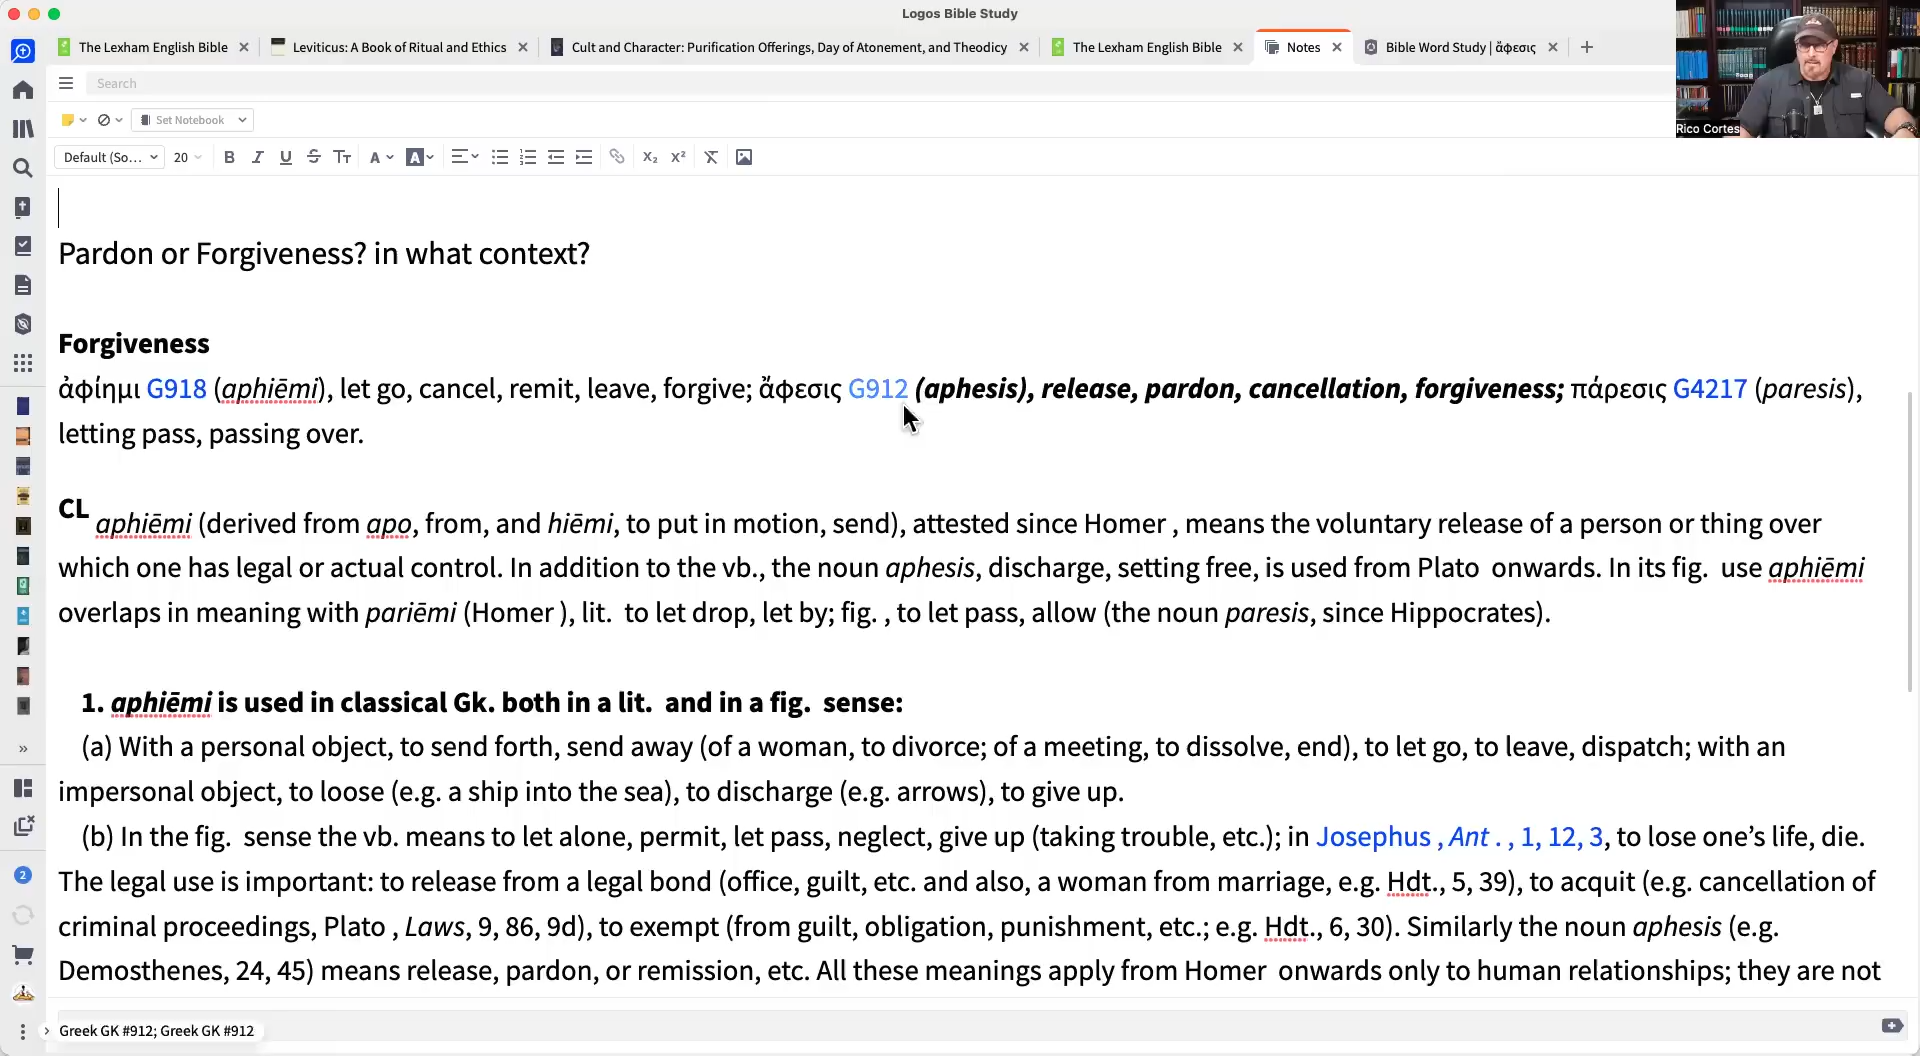 Logos Bible Study
The Lexham English Bible
Leviticus: A Book of Ritual and Ethics
Cult and Character: Purification Offerings, Day of Atonement, and Theodicy
The Lexham English Bible
Notes
Bible Word Study | ἄφεσις
Search
Set Notebook
Default (So... 20
Rico Cortes
Pardon or Forgiveness? in what context?
Forgiveness
ἀφίημι G918 (aphiēmi), let go, cancel, remit, leave, forgive; ἄφεσις G912 (aphesis), release, pardon, cancellation, forgiveness; πάρεσις G4217 (paresis),
letting pass, passing over.
CL aphiēmi (derived from apo, from, and hiēmi, to put in motion, send), attested since Homer , means the voluntary release of a person or thing over
which one has legal or actual control. In addition to the vb., the noun aphesis, discharge, setting free, is used from Plato onwards. In its fig. use aphiēmi
overlaps in meaning with pariēmi (Homer ), lit. to let drop, let by; fig. , to let pass, allow (the noun paresis, since Hippocrates).
1. aphiēmi is used in classical Gk. both in a lit. and in a fig. sense:
(a) With a personal object, to send forth, send away (of a woman, to divorce; of a meeting, to dissolve, end), to let go, to leave, dispatch; with an
impersonal object, to loose (e.g. a ship into the sea), to discharge (e.g. arrows), to give up.
(b) In the fig. sense the vb. means to let alone, permit, let pass, neglect, give up (taking trouble, etc.); in Josephus , Ant . , 1, 12, 3, to lose one’s life, die.
The legal use is important: to release from a legal bond (office, guilt, etc. and also, a woman from marriage, e.g. Hdt., 5, 39), to acquit (e.g. cancellation of
criminal proceedings, Plato , Laws, 9, 86, 9d), to exempt (from guilt, obligation, punishment, etc.; e.g. Hdt., 6, 30). Similarly the noun aphesis (e.g.
Demosthenes, 24, 45) means release, pardon, or remission, etc. All these meanings apply from Homer onwards only to human relationships; they are not
2
Greek GK #912; Greek GK #912